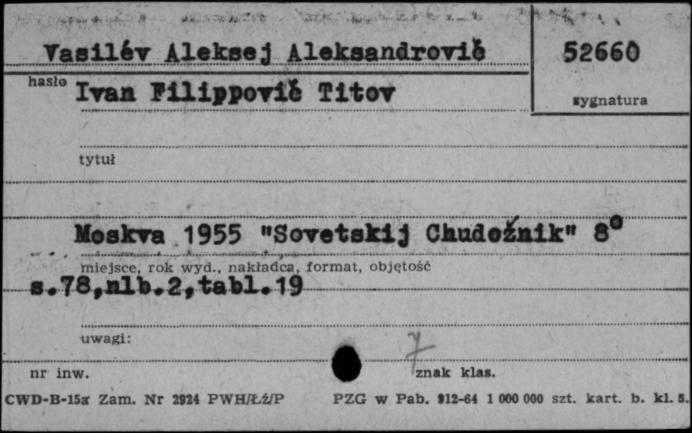 Vasilév Aleksej Aleksandrovič
52660
hasło
Ivan Filippovič Titov
sygnatura
tytuł
Moskva 1955 "Sovetskij Chudožnik" 8°
miejsce, rok wyd., nakładca, format, objętość
s.78,nlb.2,tabl.19
uwagi:
7
nr inw.
znak klas.
CWD-B-15a Zam. Nr 2924 PWH/Łź/P
PZG w Pab. 912-64 1 000 000 szt. kart. b. kl. 5.